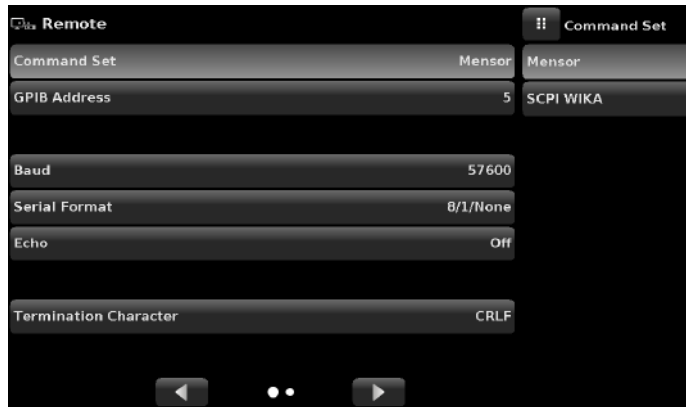 Remote
Command Set Mensor
GPIB Address 5
Baud 57600
Serial Format 8/1/None
Echo Off
Termination Character CRLF
Command Set
Mensor
SCPI WIKA